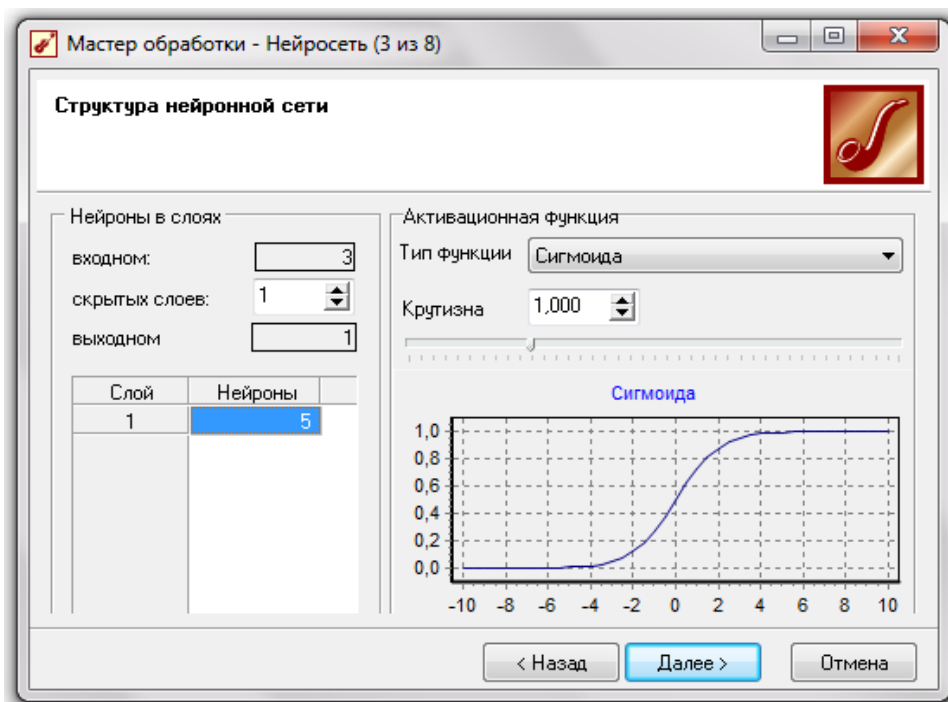 Мастер обработки - Нейросеть (3 из 8)
Структура нейронной сети
Нейроны в слоях
входном: 3
скрытых слоев: 1
выходном 1
Слой Нейроны
1 5
Активационная функция
Тип функции Сигмоида
Крутизна 1,000
Сигмоида
1,0
0,8
0,6
0,4
0,2
0,0
-10 -8 -6 -4 -2 0 2 4 6 8 10
< Назад Далее > Отмена